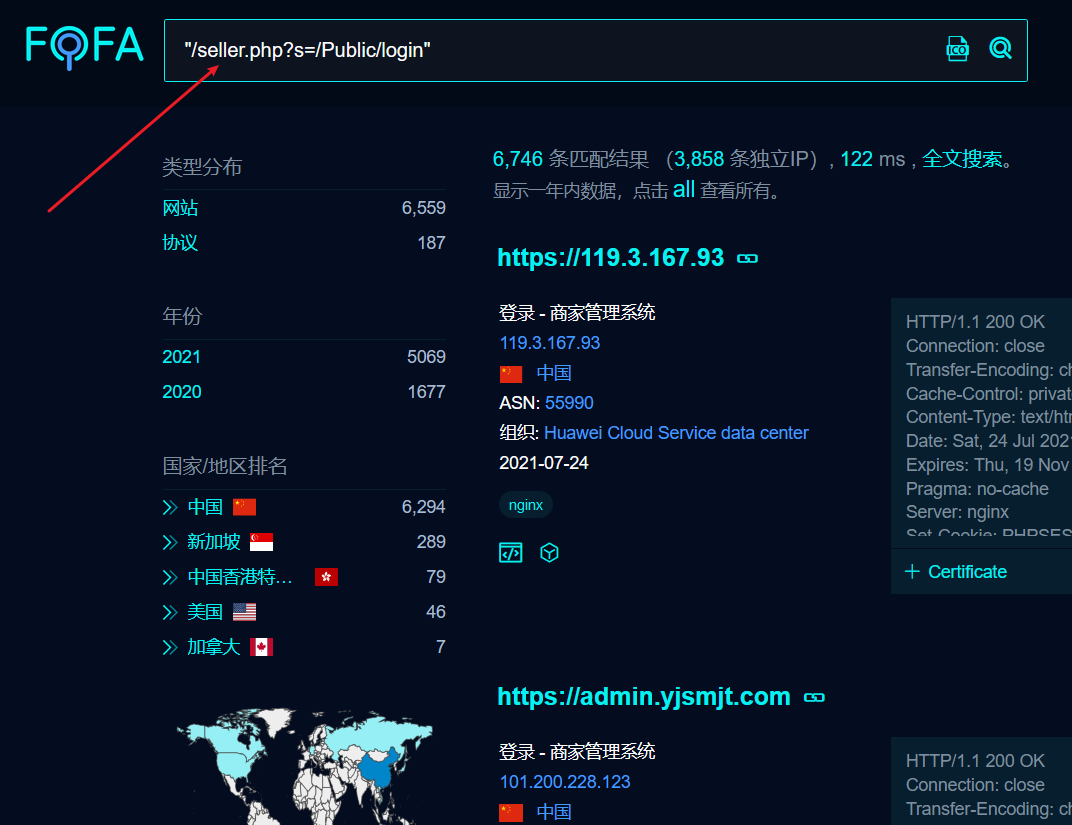 FOFA
"/seller.php?s=/Public/login"
ICO
类型分布
网站 6,559
协议 187
年份
2021 5069
2020 1677
国家/地区排名
中国 6,294
新加坡 289
中国香港特... 79
美国 46
加拿大 7
6,746 条匹配结果 （3,858 条独立IP）, 122 ms , 全文搜索。
显示一年内数据，点击 all 查看所有。
https://119.3.167.93
登录 - 商家管理系统
119.3.167.93
中国
ASN: 55990
组织: Huawei Cloud Service data center
2021-07-24
nginx
HTTP/1.1 200 OK
Connection: close
Transfer-Encoding: ch
Cache-Control: privat
Content-Type: text/ht
Date: Sat, 24 Jul 202
Expires: Thu, 19 Nov
Pragma: no-cache
Server: nginx
Set-Cookie: PHPSES
+ Certificate
https://admin.yjsmjt.com
登录 - 商家管理系统
101.200.228.123
中国
HTTP/1.1 200 OK
Connection: close
Transfer-Encoding: ch